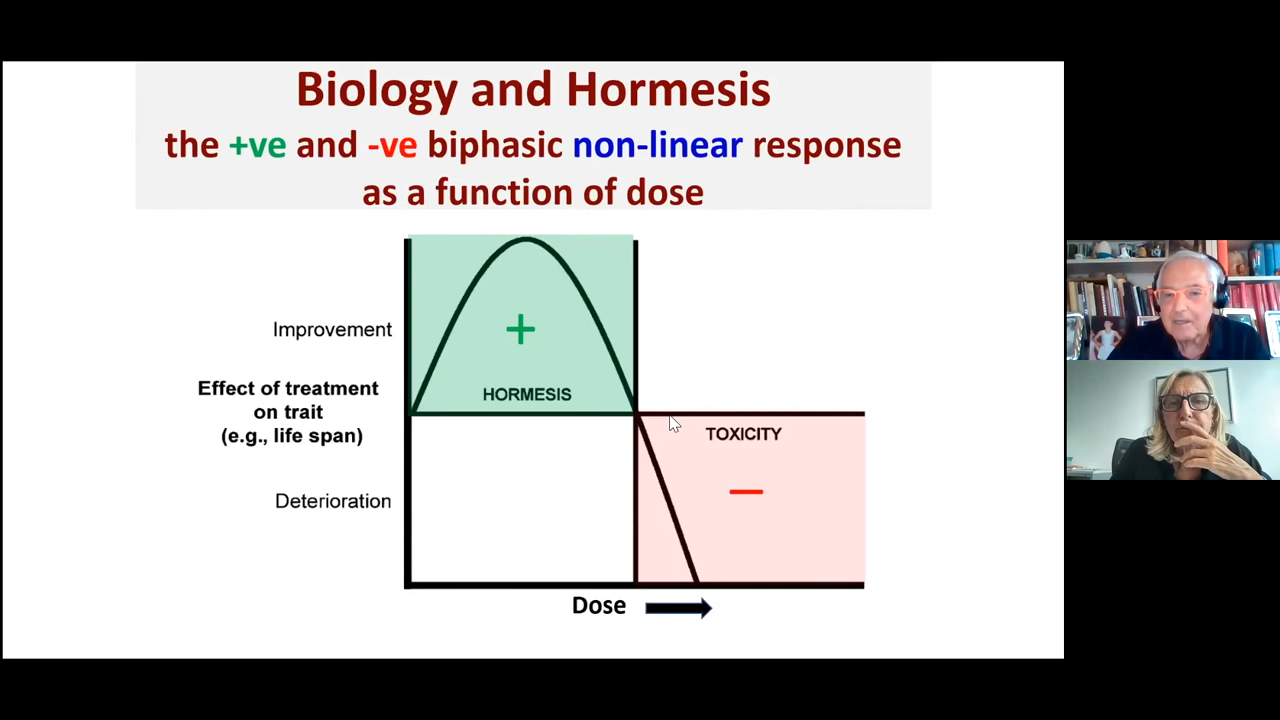 Biology and Hormesis
the +ve and -ve biphasic non-linear response
as a function of dose
+
Improvement
HORMESIS
Effect of treatment
on trait
(e.g., life span)
TOXICITY
—
Deterioration
Dose